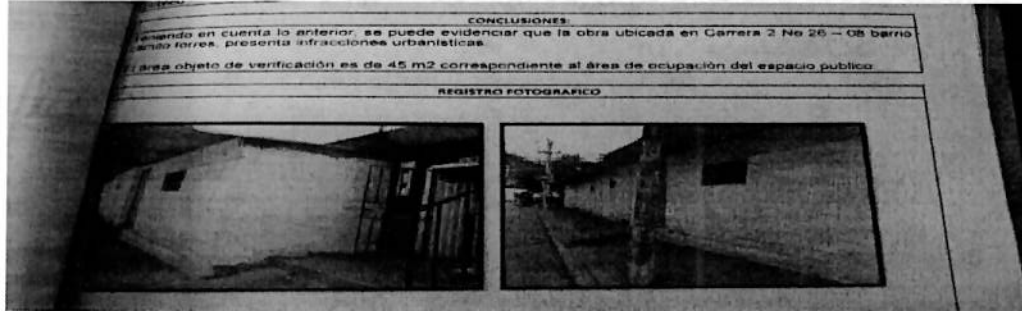 CONCLUSIONES:
en cuenta lo anterior, se puede evidenciar que la obra ubicada en Carrera 2 No 26 – 08 barrio
torres, presenta infracciones urbanísticas.
área objeto de verificación es de 45 m2 correspondiente al área de ocupación del espacio publico.
REGISTRO FOTOGRAFICO